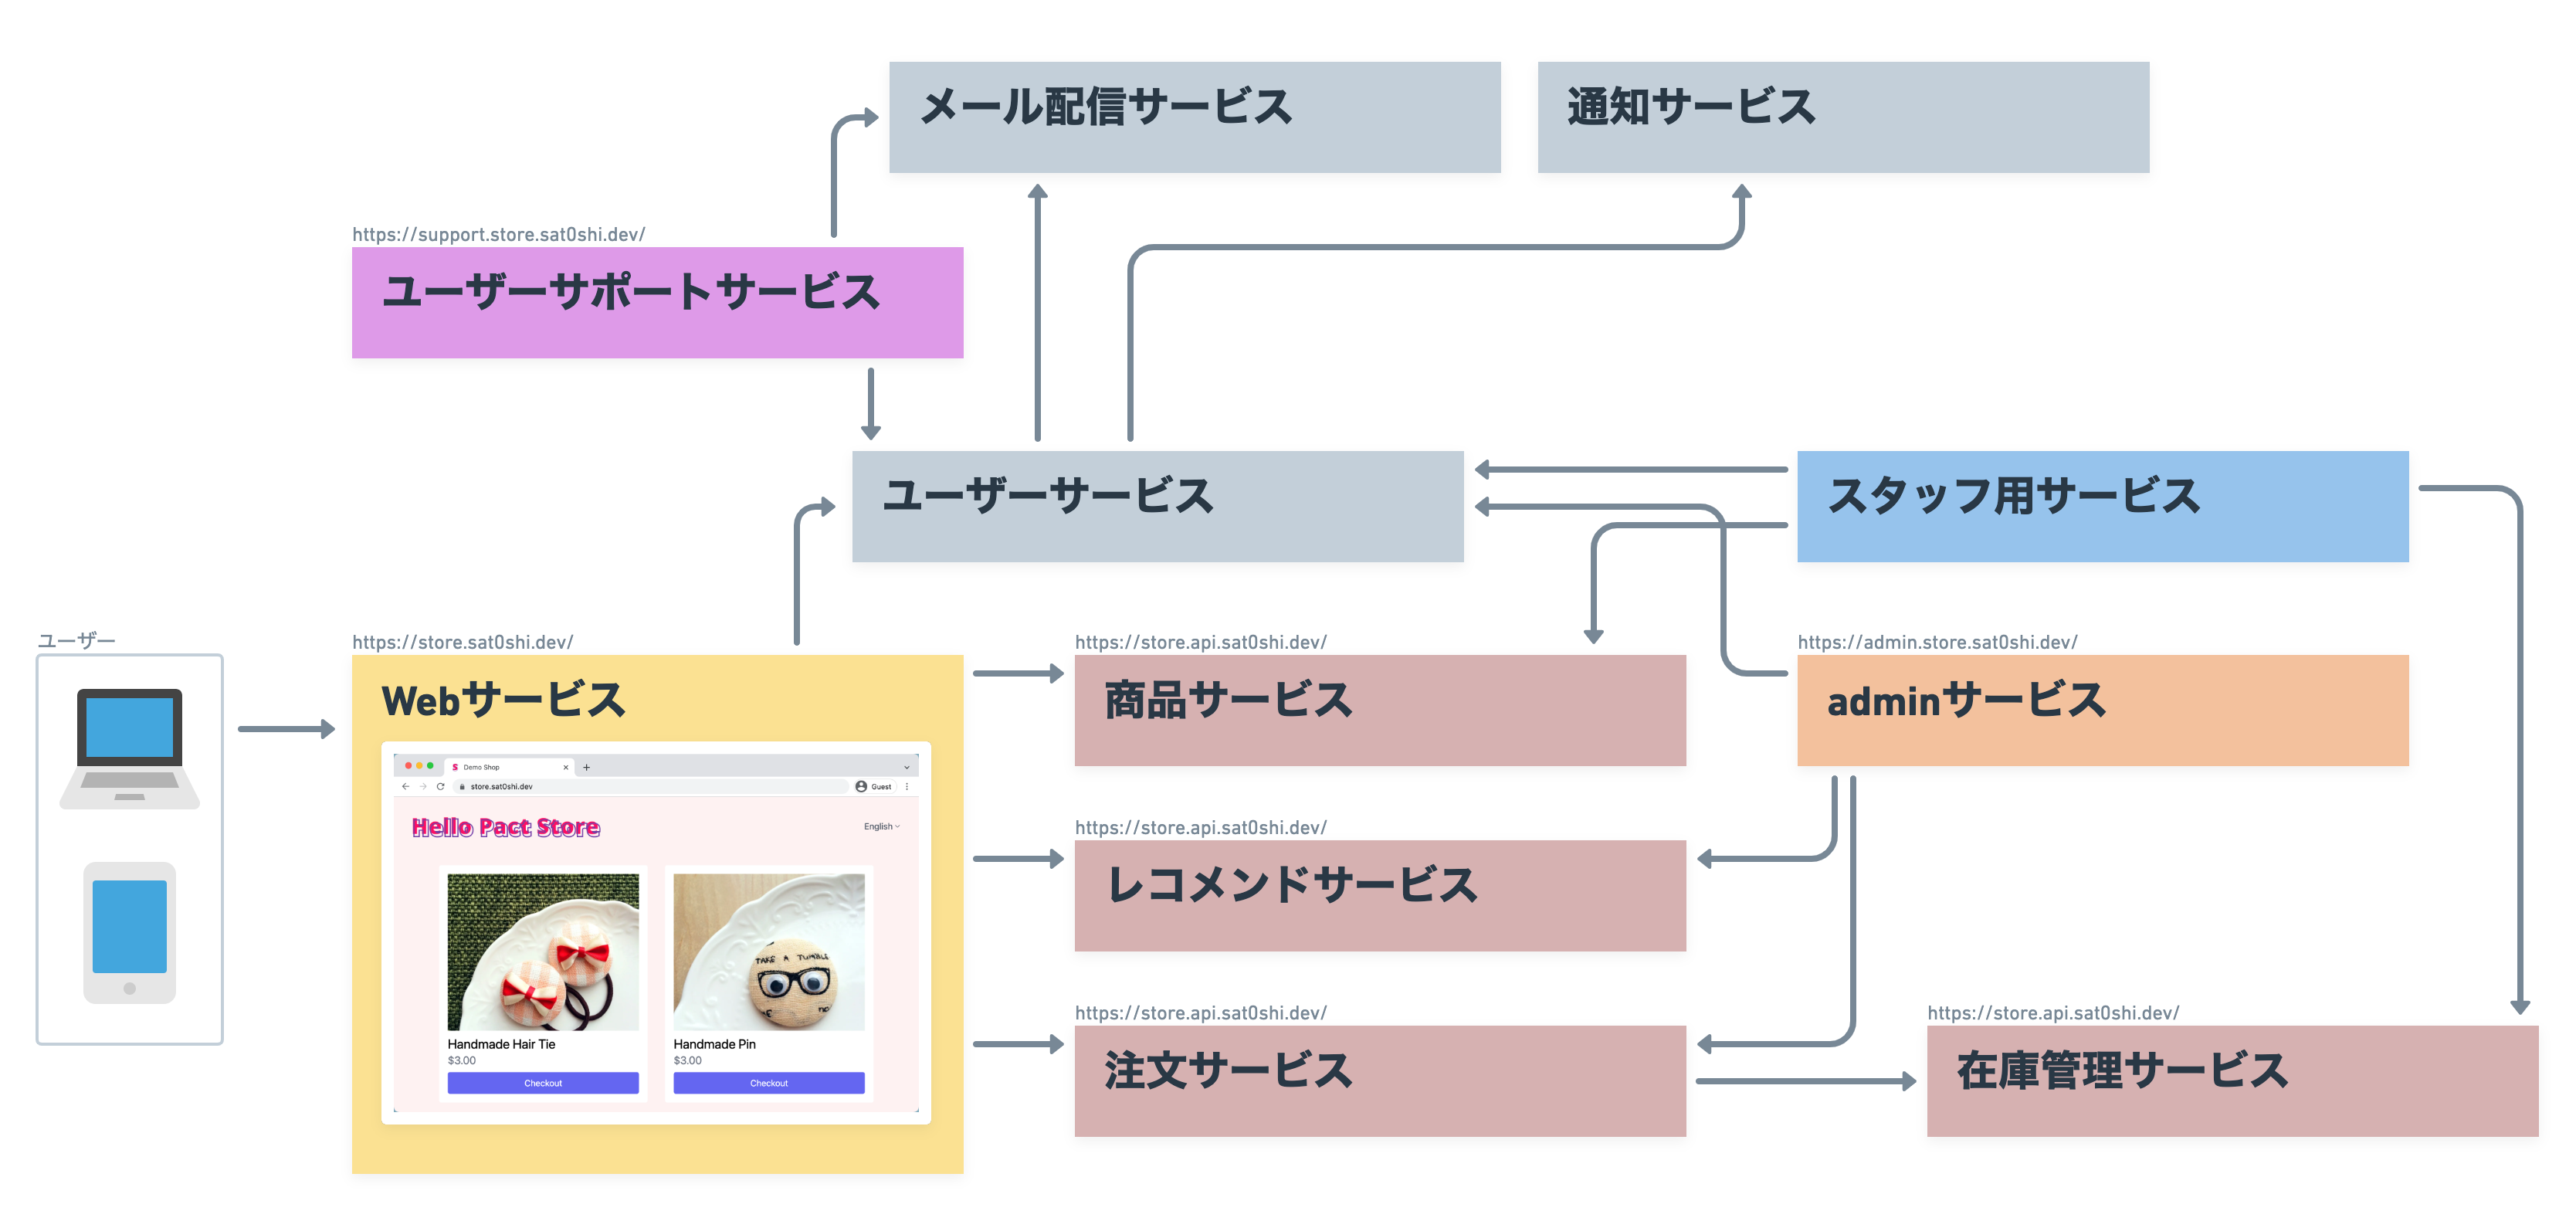 メール配信サービス
通知サービス
https://support.store.sat0shi.dev/
ユーザーサポートサービス
ユーザーサービス
スタッフ用サービス
ユーザー
https://store.sat0shi.dev/
Webサービス
Demo Shop
store.sat0shi.dev
Guest
Hello Pact Store
English
TAKE A TUMBLE
no
Handmade Hair Tie
$3.00
Checkout
Handmade Pin
$3.00
Checkout
https://store.api.sat0shi.dev/
商品サービス
https://admin.store.sat0shi.dev/
adminサービス
https://store.api.sat0shi.dev/
レコメンドサービス
https://store.api.sat0shi.dev/
注文サービス
https://store.api.sat0shi.dev/
在庫管理サービス